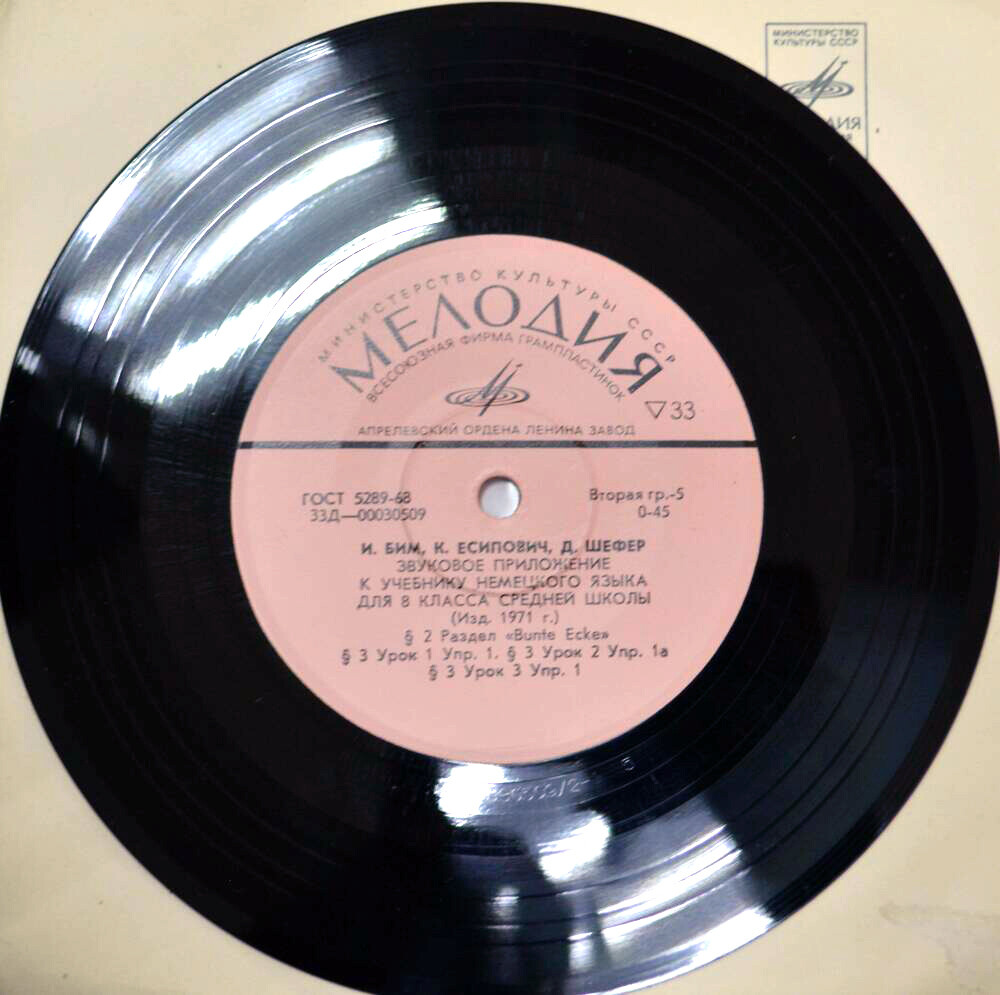 МИНИСТЕРСТВО
КУЛЬТУРЫ СССР
МИНИСТЕРСТВО КУЛЬТУРЫ СССР
МЕЛОДИЯ
ВСЕСОЮЗНАЯ ФИРМА ГРАМПЛАСТИНОК
▽33
АПРЕЛЕВСКИЙ ОРДЕНА ЛЕНИНА ЗАВОД
ГОСТ 5289-68 Вторая гр.-5
33Д—00030509 0-45
И. БИМ, К. ЕСИПОВИЧ, Д. ШЕФЕР
ЗВУКОВОЕ ПРИЛОЖЕНИЕ
К УЧЕБНИКУ НЕМЕЦКОГО ЯЗЫКА
ДЛЯ 8 КЛАССА СРЕДНЕЙ ШКОЛЫ
(Изд. 1971 г.)
§ 2 Раздел «Bunte Ecke»
§ 3 Урок 1 Упр. 1. § 3 Урок 2 Упр. 1а
§ 3 Урок 3 Упр. 1